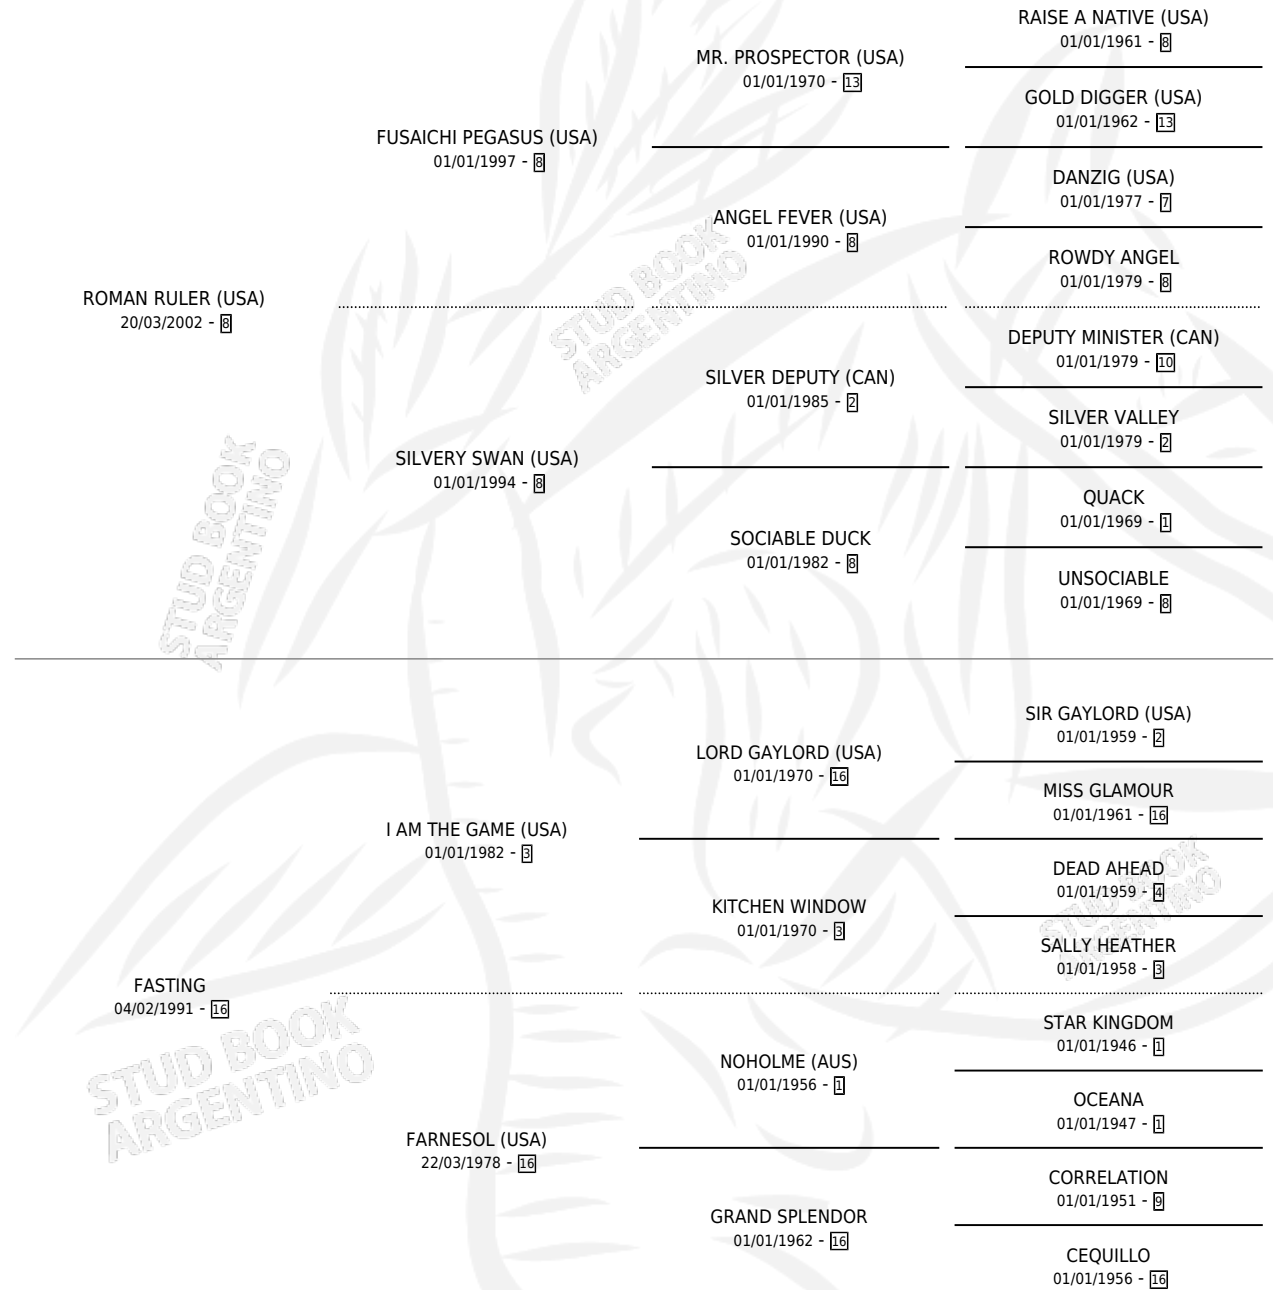 RAISE A NATIVE (USA)
01/01/1961 - 8
MR. PROSPECTOR (USA)
01/01/1970 - 13
GOLD DIGGER (USA)
01/01/1962 - 13
FUSAICHI PEGASUS (USA)
01/01/1997 - 8
DANZIG (USA)
01/01/1977 - 7
ANGEL FEVER (USA)
01/01/1990 - 8
ROWDY ANGEL
01/01/1979 - 8
ROMAN RULER (USA)
20/03/2002 - 8
STUD BOOK
ARGENTINO
DEPUTY MINISTER (CAN)
01/01/1979 - 10
SILVER DEPUTY (CAN)
01/01/1985 - 2
SILVER VALLEY
01/01/1979 - 2
SILVERY SWAN (USA)
01/01/1994 - 8
QUACK
01/01/1969 - 1
SOCIABLE DUCK
01/01/1982 - 8
UNSOCIABLE
01/01/1969 - 8
STUD BOOK
ARGENTINO
SIR GAYLORD (USA)
01/01/1959 - 2
LORD GAYLORD (USA)
01/01/1970 - 16
MISS GLAMOUR
01/01/1961 - 16
I AM THE GAME (USA)
01/01/1982 - 3
DEAD AHEAD
01/01/1959 - 4
KITCHEN WINDOW
01/01/1970 - 3
SALLY HEATHER
01/01/1958 - 3
STUD BOOK
ARGENTINO
FASTING
04/02/1991 - 16
STAR KINGDOM
01/01/1946 - 1
NOHOLME (AUS)
01/01/1956 - 1
OCEANA
01/01/1947 - 1
STUD BOOK
ARGENTINO
FARNESOL (USA)
22/03/1978 - 16
CORRELATION
01/01/1951 - 9
GRAND SPLENDOR
01/01/1962 - 16
CEQUILLO
01/01/1956 - 16